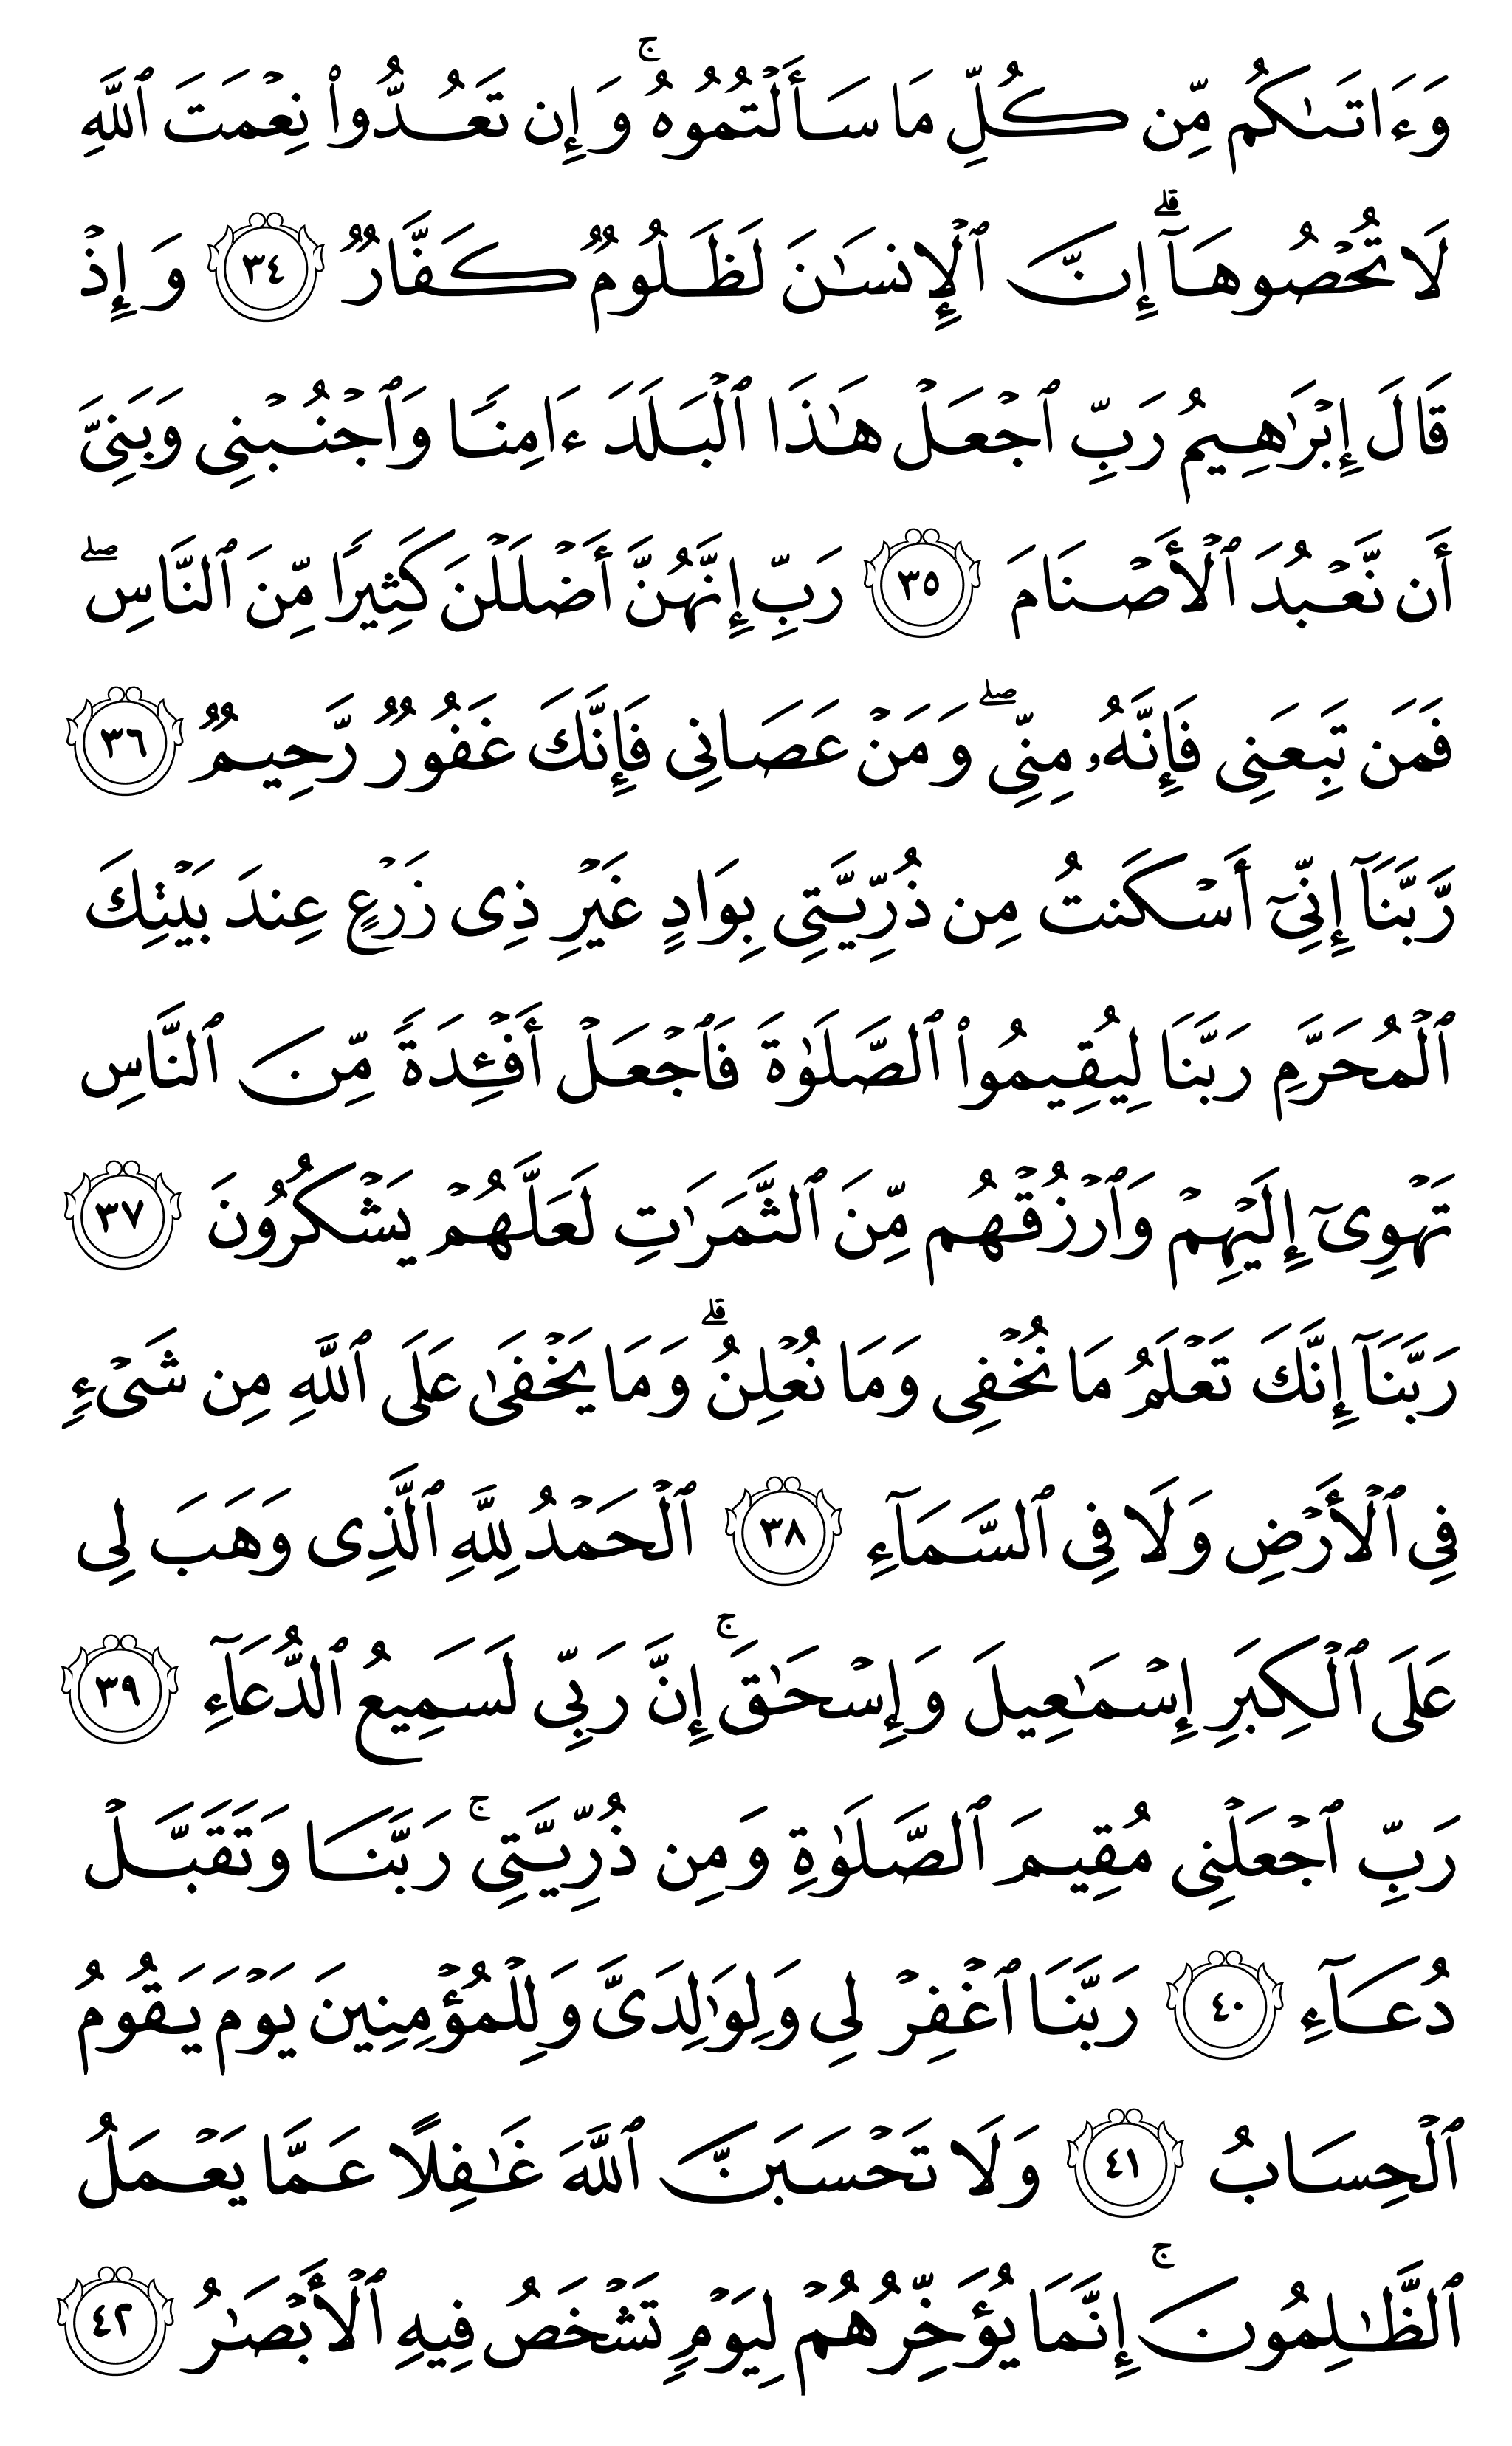 وَءَاتَىٰكُم مِّن كُلِّ مَا سَأَلۡتُمُوهُۚ وَإِن تَعُدُّواْ نِعۡمَتَ ٱللَّهِ
لَا تُحۡصُوهَآۗ إِنَّ ٱلۡإِنسَٰنَ لَظَلُومٞ كَفَّارٞ ٣٤ وَإِذۡ
قَالَ إِبۡرَٰهِيمُ رَبِّ ٱجۡعَلۡ هَٰذَا ٱلۡبَلَدَ ءَامِنٗا وَٱجۡنُبۡنِي وَبَنِيَّ
أَن نَّعۡبُدَ ٱلۡأَصۡنَامَ ٣٥ رَبِّ إِنَّهُنَّ أَضۡلَلۡنَ كَثِيرٗا مِّنَ ٱلنَّاسِۖ
فَمَن تَبِعَنِي فَإِنَّهُۥ مِنِّيۖ وَمَنۡ عَصَانِي فَإِنَّكَ غَفُورٞ رَّحِيمٞ ٣٦
رَّبَّنَآ إِنِّيٓ أَسۡكَنتُ مِن ذُرِّيَّتِي بِوَادٍ غَيۡرِ ذِي زَرۡعٍ عِندَ بَيۡتِكَ
ٱلۡمُحَرَّمِ رَبَّنَا لِيُقِيمُواْ ٱلصَّلَوٰةَ فَٱجۡعَلۡ أَفۡـِٔدَةٗ مِّنَ ٱلنَّاسِ
تَهۡوِيٓ إِلَيۡهِمۡ وَٱرۡزُقۡهُم مِّنَ ٱلثَّمَرَٰتِ لَعَلَّهُمۡ يَشۡكُرُونَ ٣٧
رَبَّنَآ إِنَّكَ تَعۡلَمُ مَا نُخۡفِي وَمَا نُعۡلِنُۗ وَمَا يَخۡفَىٰ عَلَى ٱللَّهِ مِن شَيۡءٖ
فِي ٱلۡأَرۡضِ وَلَا فِي ٱلسَّمَآءِ ٣٨ ٱلۡحَمۡدُ لِلَّهِ ٱلَّذِي وَهَبَ لِي
عَلَى ٱلۡكِبَرِ إِسۡمَٰعِيلَ وَإِسۡحَٰقَۚ إِنَّ رَبِّي لَسَمِيعُ ٱلدُّعَآءِ ٣٩
رَبِّ ٱجۡعَلۡنِي مُقِيمَ ٱلصَّلَوٰةِ وَمِن ذُرِّيَّتِيۚ رَبَّنَا وَتَقَبَّلۡ
دُعَآءِ ٤٠ رَبَّنَا ٱغۡفِرۡ لِي وَلِوَٰلِدَيَّ وَلِلۡمُؤۡمِنِينَ يَوۡمَ يَقُومُ
ٱلۡحِسَابُ ٤١ وَلَا تَحۡسَبَنَّ ٱللَّهَ غَٰفِلًا عَمَّا يَعۡمَلُ
ٱلظَّٰلِمُونَۚ إِنَّمَا يُؤَخِّرُهُمۡ لِيَوۡمٖ تَشۡخَصُ فِيهِ ٱلۡأَبۡصَٰرُ ٤٢